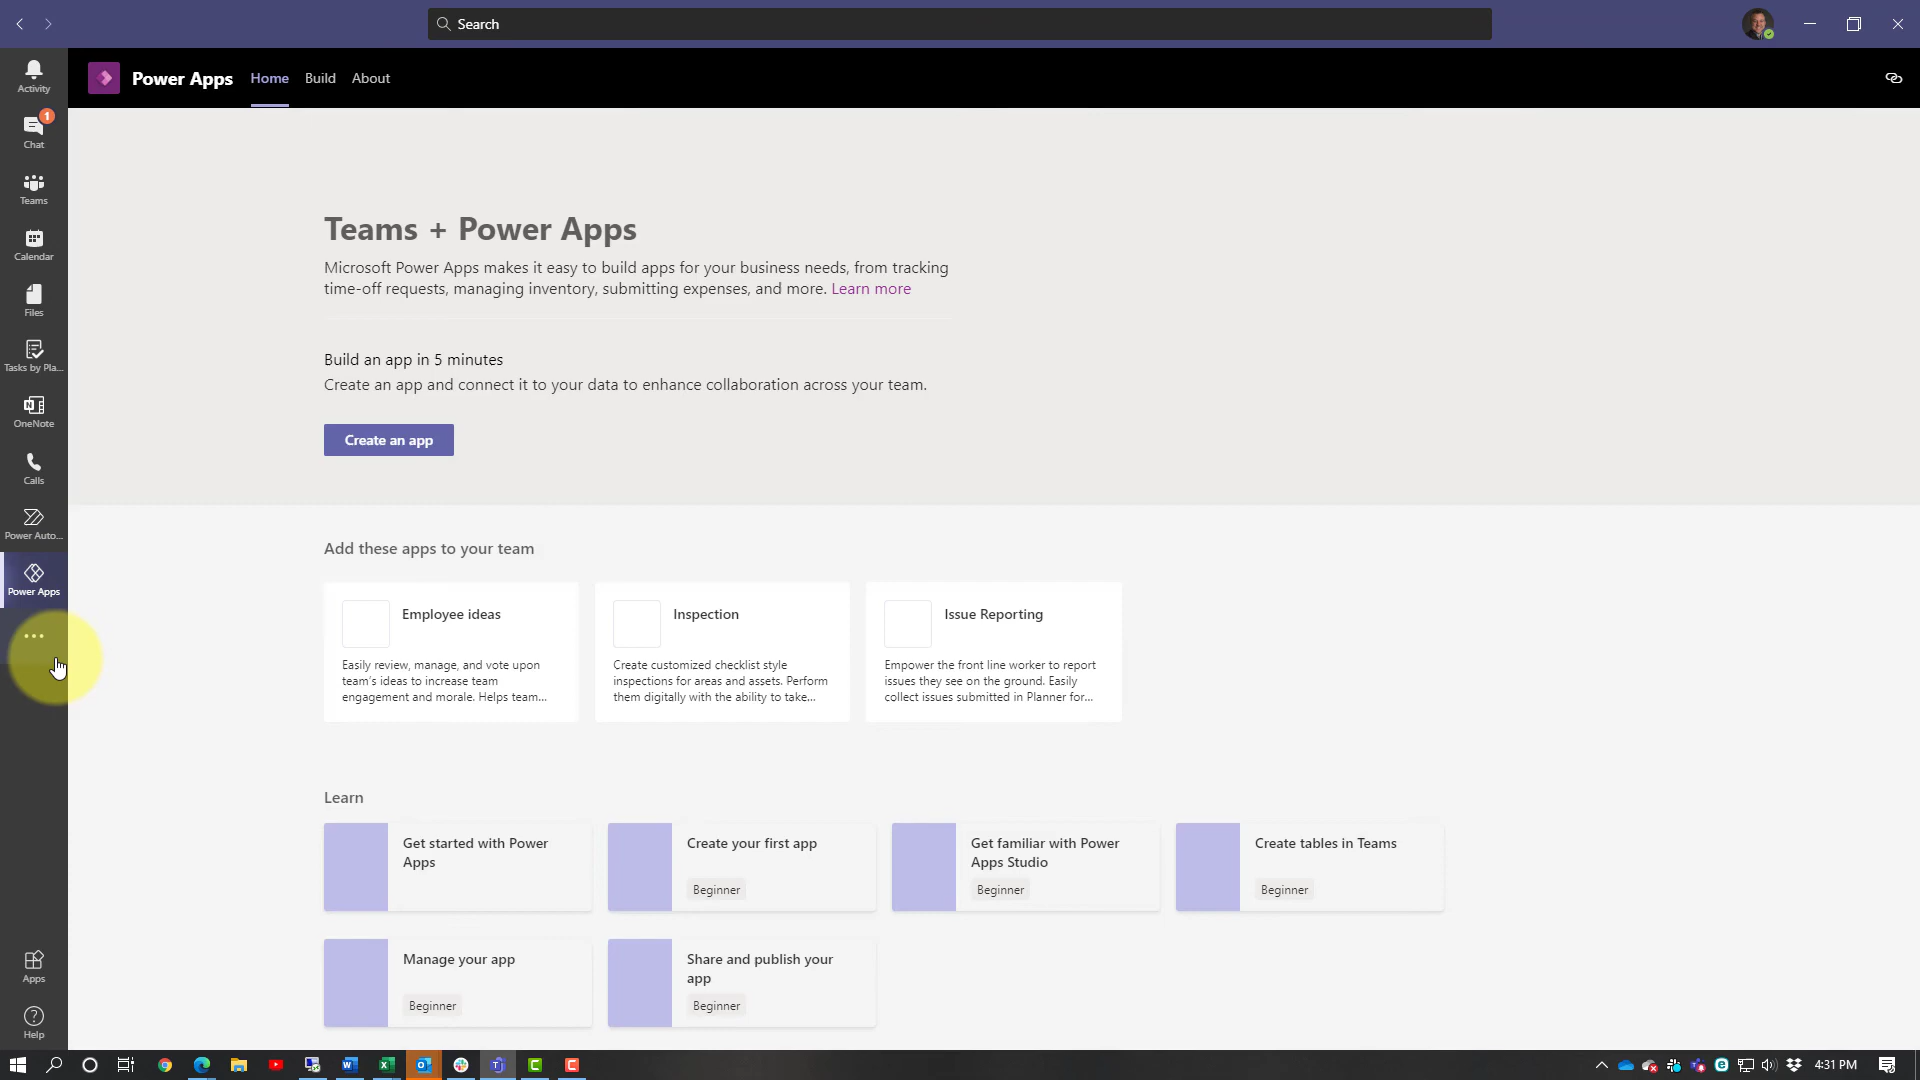 Search
Activity
1
Chat
Teams
Calendar
Files
Tasks by Pla...
OneNote
Calls
Power Auto...
Power Apps
Apps
Help
Power Apps
Home
Build
About
Teams + Power Apps
Microsoft Power Apps makes it easy to build apps for your business needs, from tracking
time-off requests, managing inventory, submitting expenses, and more. Learn more
Build an app in 5 minutes
Create an app and connect it to your data to enhance collaboration across your team.
Create an app
Add these apps to your team
Employee ideas
Easily review, manage, and vote upon
team's ideas to increase team
engagement and morale. Helps team...
Inspection
Create customized checklist style
inspections for areas and assets. Perform
them digitally with the ability to take...
Issue Reporting
Empower the front line worker to report
issues they see on the ground. Easily
collect issues submitted in Planner for...
Learn
Get started with Power
Apps
Create your first app
Beginner
Get familiar with Power
Apps Studio
Beginner
Create tables in Teams
Beginner
Manage your app
Beginner
Share and publish your
app
Beginner
4:31 PM